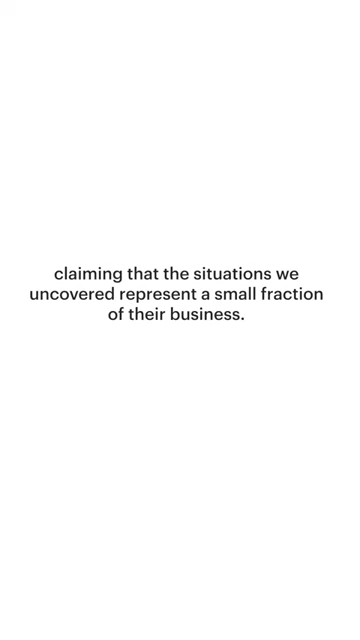 claiming that the situations we
uncovered represent a small fraction
of their business.